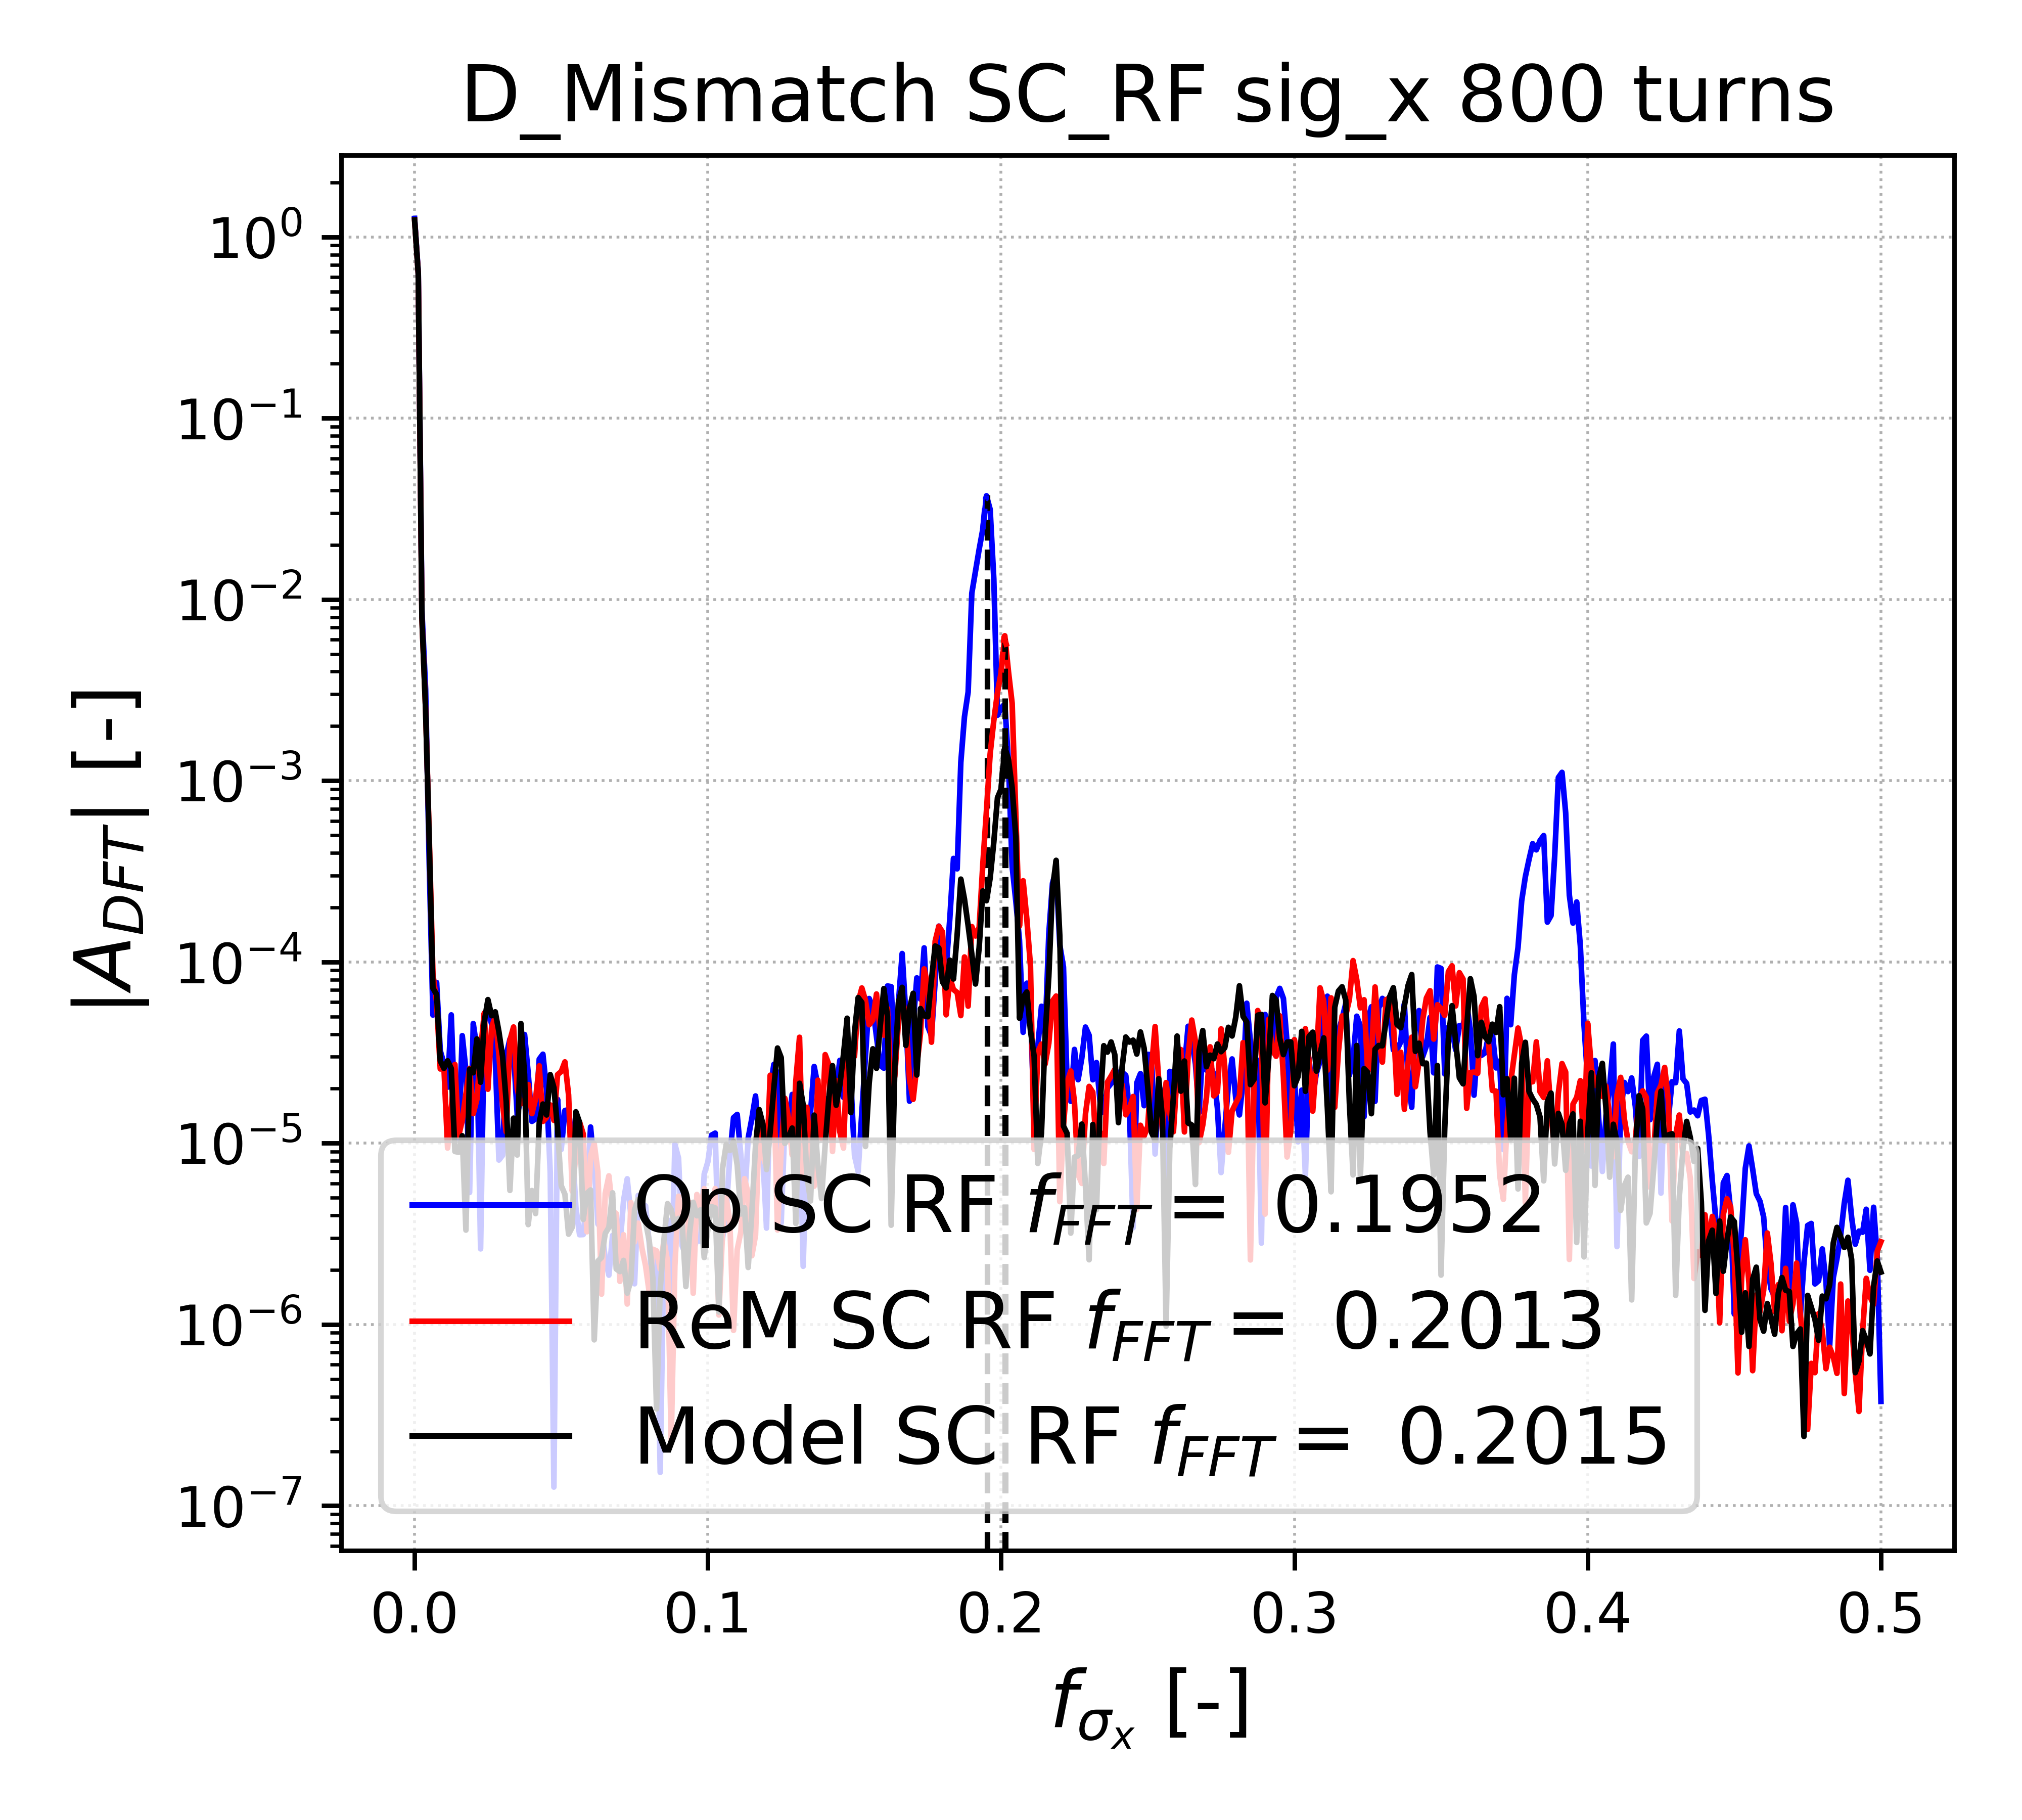 D_Mismatch SC_RF sig_x 800 turns
|A_DFT| [-]
10^0
10^−1
10^−2
10^−3
10^−4
10^−5
10^−6
10^−7
Op SC RF f_FFT = 0.1952
ReM SC RF f_FFT = 0.2013
Model SC RF f_FFT = 0.2015
0.0 0.1 0.2 0.3 0.4 0.5
f_σ_x [-]